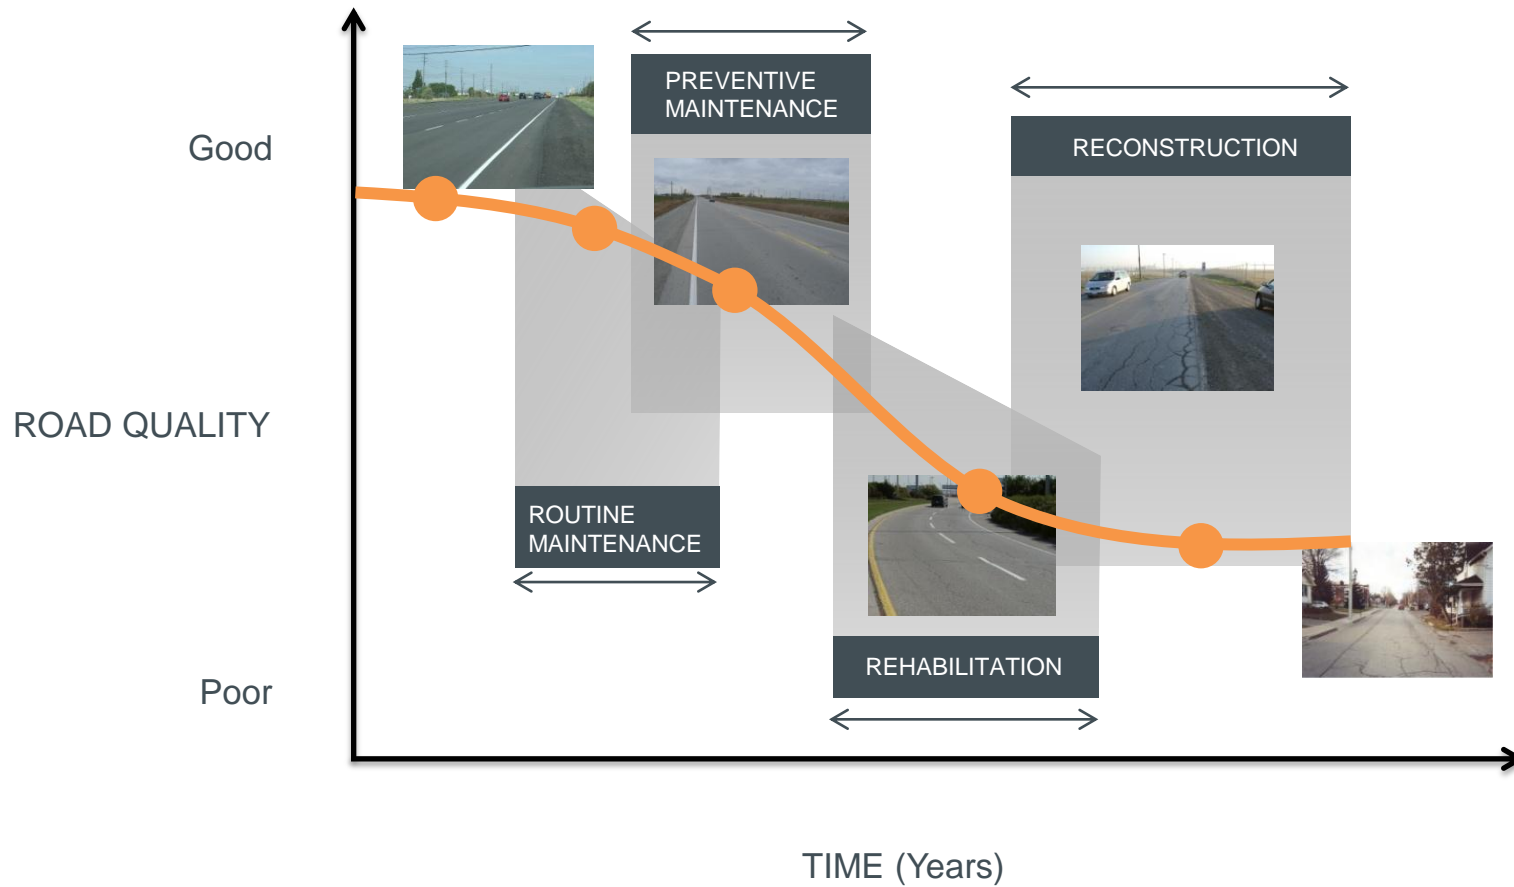 PREVENTIVE
MAINTENANCE
RECONSTRUCTION
Good
ROAD QUALITY
ROUTINE
MAINTENANCE
REHABILITATION
Poor
TIME (Years)